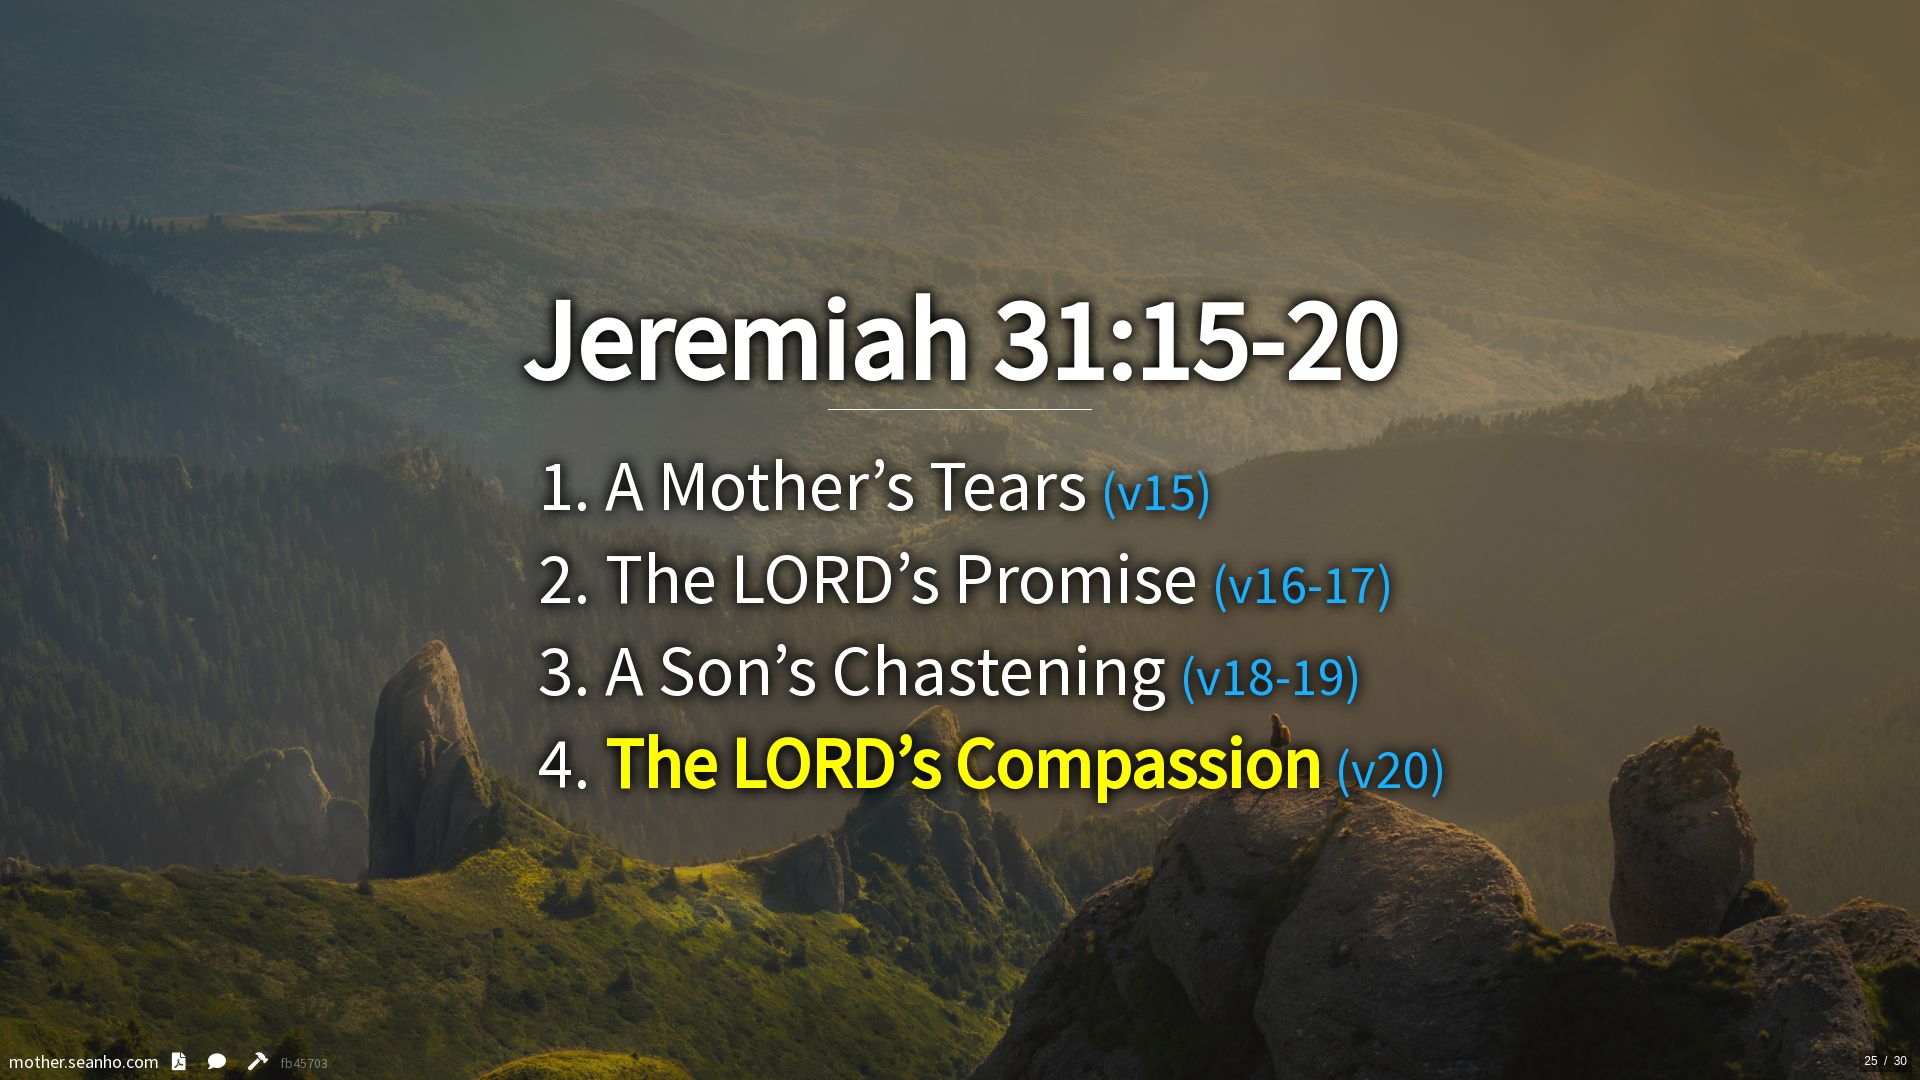 Jeremiah 31:15-20
1. A Mother’s Tears (v15)
2. The LORD’s Promise (v16-17)
3. A Son’s Chastening (v18-19)
4. The LORD’s Compassion (v20)
mother.seanho.com fb45703
25 / 30